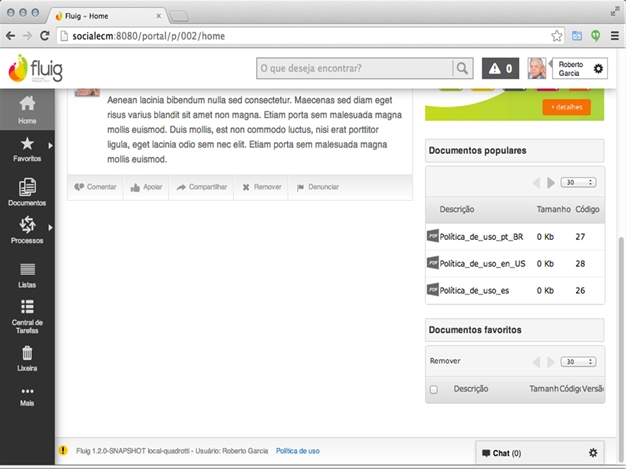 Fluig - Home
socialecm:8080/portal/p/002/home
fluig
O que deseja encontrar?
0
Roberto Garcia
Home
Favoritos
Documentos
Processos
Listas
Central de Tarefas
Lixeira
Mais
Aenean lacinia bibendum nulla sed consectetur. Maecenas sed diam eget
risus varius blandit sit amet non magna. Etiam porta sem malesuada magna
mollis euismod. Duis mollis, est non commodo luctus, nisi erat porttitor
ligula, eget lacinia odio sem nec elit. Etiam porta sem malesuada magna
mollis euismod.
Comentar Apoiar Compartilhar Remover Denunciar
+ detalhes
Documentos populares
30
Descrição Tamanho Código
PDF Política_de_uso_pt_BR 0 Kb 27
PDF Política_de_uso_en_US 0 Kb 28
PDF Política_de_uso_es 0 Kb 26
Documentos favoritos
Remover 30
Descrição Tamanh Códig Versã
Fluig 1.2.0-SNAPSHOT local-quadrotti - Usuário: Roberto Garcia Política de uso
Chat (0)